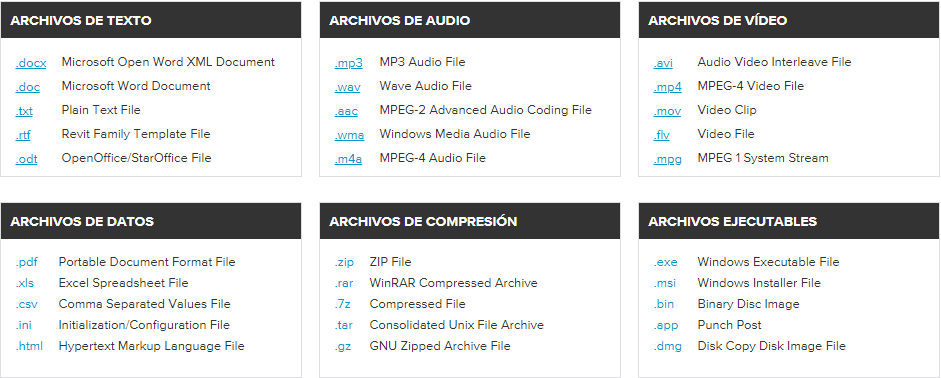 ARCHIVOS DE TEXTO
.docx Microsoft Open Word XML Document
.doc Microsoft Word Document
.txt Plain Text File
.rtf Revit Family Template File
.odt OpenOffice/StarOffice File
ARCHIVOS DE AUDIO
.mp3 MP3 Audio File
.wav Wave Audio File
.aac MPEG-2 Advanced Audio Coding File
.wma Windows Media Audio File
.m4a MPEG-4 Audio File
ARCHIVOS DE VÍDEO
.avi Audio Video Interleave File
.mp4 MPEG-4 Video File
.mov Video Clip
.flv Video File
.mpg MPEG 1 System Stream
ARCHIVOS DE DATOS
.pdf Portable Document Format File
.xls Excel Spreadsheet File
.csv Comma Separated Values File
.ini Initialization/Configuration File
.html Hypertext Markup Language File
ARCHIVOS DE COMPRESIÓN
.zip ZIP File
.rar WinRAR Compressed Archive
.7z Compressed File
.tar Consolidated Unix File Archive
.gz GNU Zipped Archive File
ARCHIVOS EJECUTABLES
.exe Windows Executable File
.msi Windows Installer File
.bin Binary Disc Image
.app Punch Post
.dmg Disk Copy Disk Image File